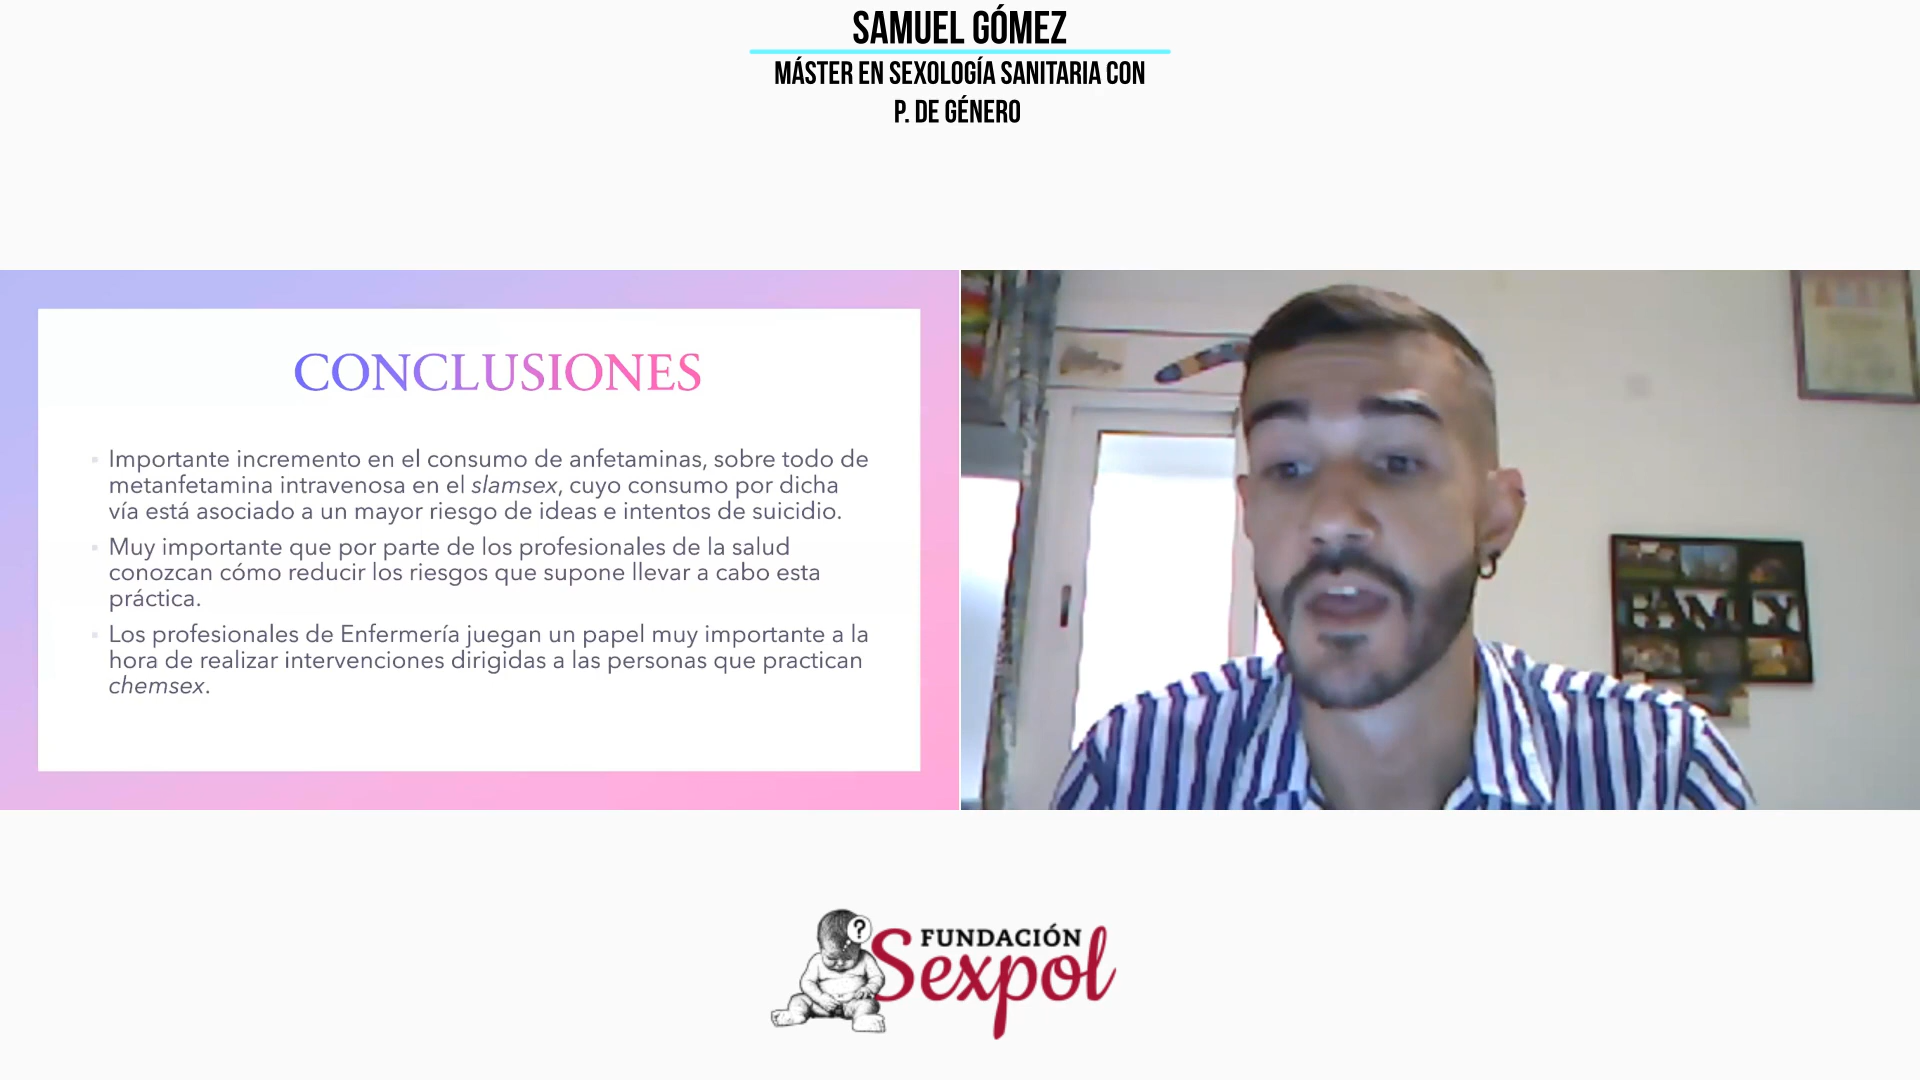 SAMUEL GÓMEZ
MÁSTER EN SEXOLOGÍA SANITARIA CON
P. DE GÉNERO
CONCLUSIONES
Importante incremento en el consumo de anfetaminas, sobre todo de
metanfetamina intravenosa en el slamsex, cuyo consumo por dicha
vía está asociado a un mayor riesgo de ideas e intentos de suicidio.
Muy importante que por parte de los profesionales de la salud
conozcan cómo reducir los riesgos que supone llevar a cabo esta
práctica.
Los profesionales de Enfermería juegan un papel muy importante a la
hora de realizar intervenciones dirigidas a las personas que practican
chemsex.
FAMILY
?
FUNDACIÓN
Sexpol